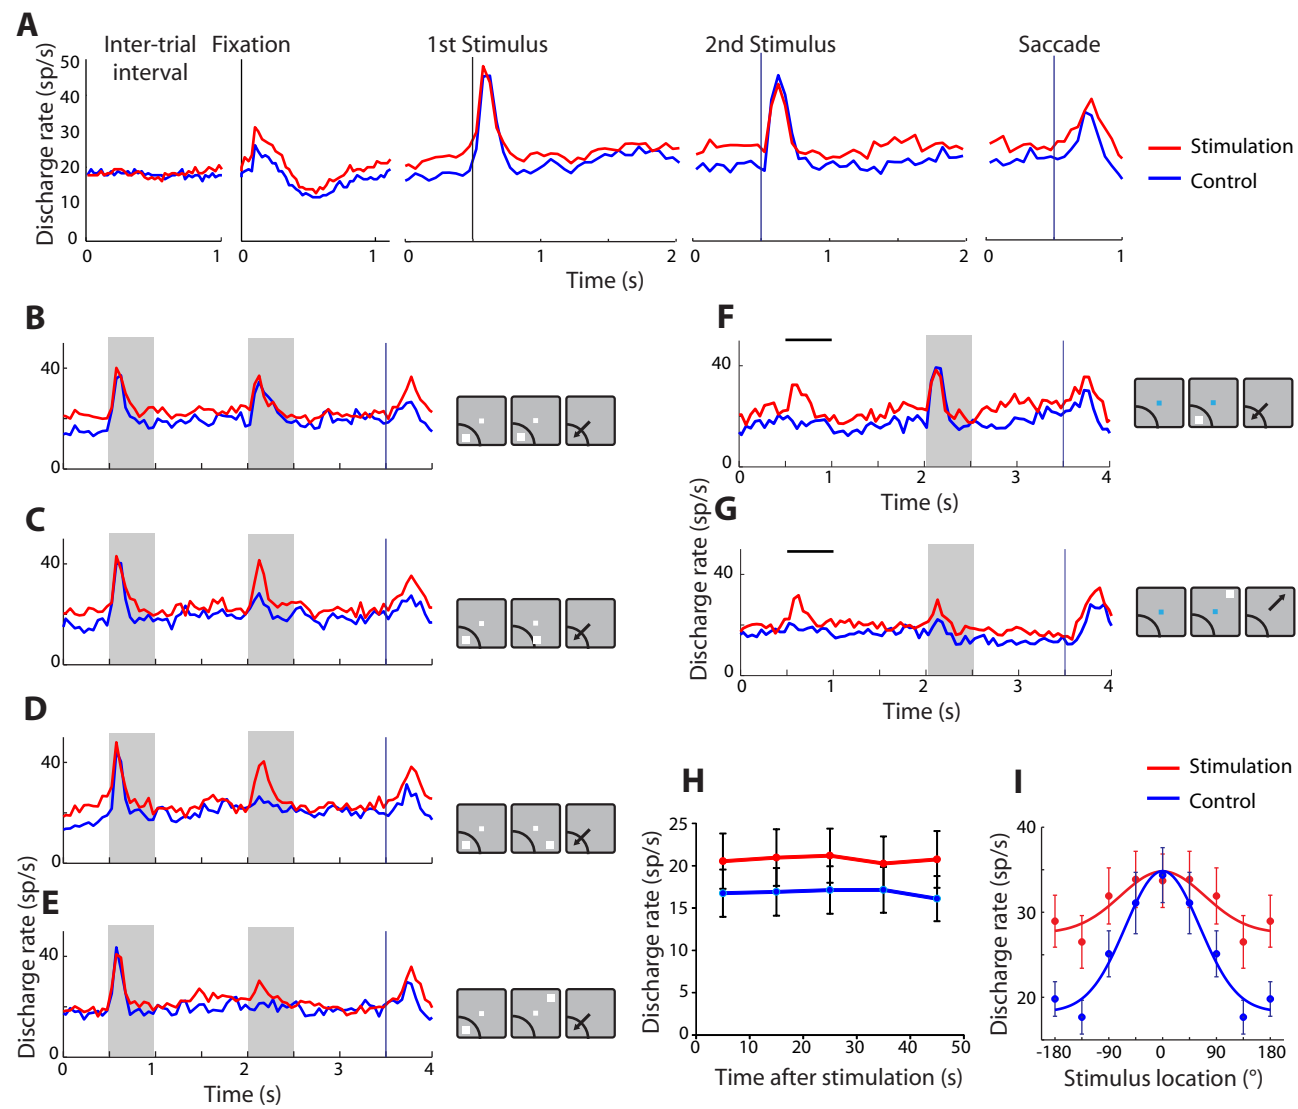 A
Inter-trial interval
Fixation
1st Stimulus
2nd Stimulus
Saccade
Discharge rate (sp/s)
50
40
30
20
10
0
0 1
0 1
0 1 2
0 1 2
0 1
Time (s)
Stimulation
Control
B
40
0
C
40
0
D
40
0
E
40
0
0 1 2 3 4
Time (s)
Discharge rate (sp/s)
F
40
0
0 1 2 3 4
Time (s)
G
40
0
0 1 2 3 4
Time (s)
Discharge rate (sp/s)
H
25
20
15
10
5
0
0 10 20 30 40 50
Time after stimulation (s)
Discharge rate (sp/s)
Stimulation
Control
I
40
30
20
-180 -90 0 90 180
Stimulus location (°)
Discharge rate (sp/s)